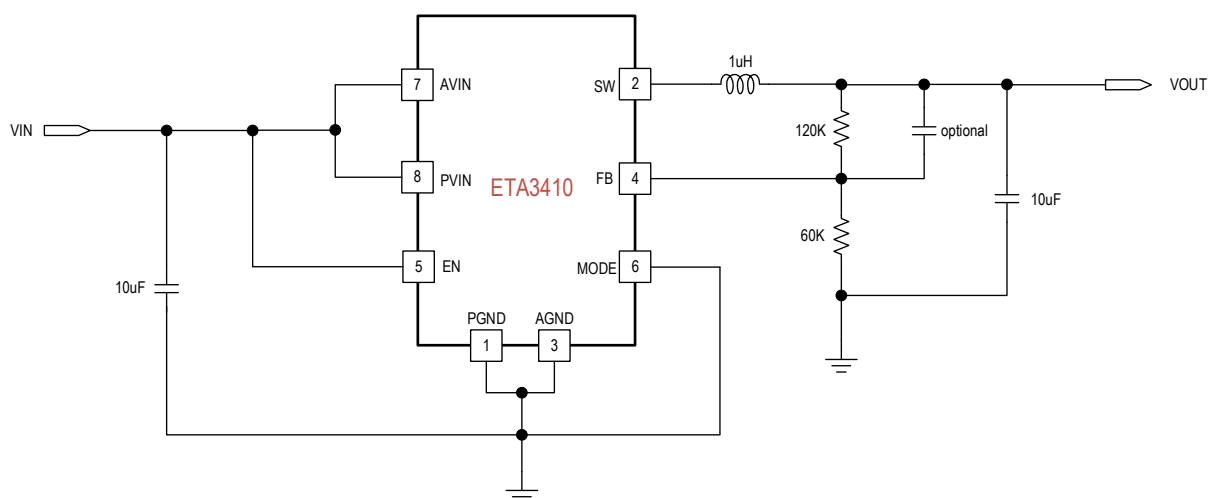 7 AVIN
SW 2
1uH
VOUT
VIN
120K
optional
8 PVIN
ETA3410
FB 4
10uF
60K
5 EN
MODE 6
10uF
PGND AGND
1 3